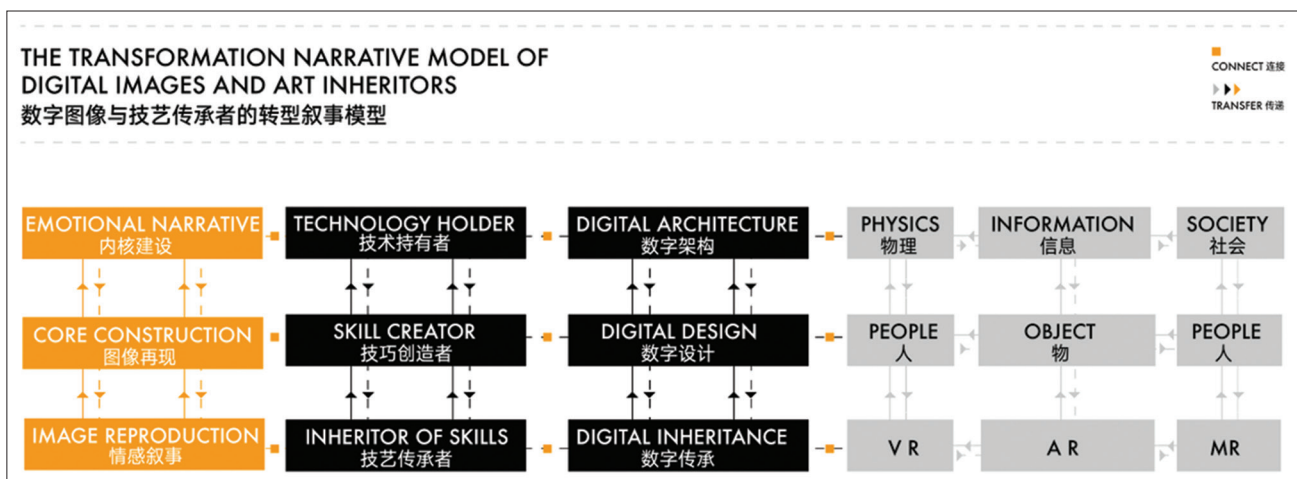 THE TRANSFORMATION NARRATIVE MODEL OF
DIGITAL IMAGES AND ART INHERITORS
数字图像与技艺传承者的转型叙事模型
CONNECT 连接
TRANSFER 传递
EMOTIONAL NARRATIVE
内核建设
TECHNOLOGY HOLDER
技术持有者
DIGITAL ARCHITECTURE
数字架构
PHYSICS
物理
INFORMATION
信息
SOCIETY
社会
CORE CONSTRUCTION
图像再现
SKILL CREATOR
技巧创造者
DIGITAL DESIGN
数字设计
PEOPLE
人
OBJECT
物
PEOPLE
人
IMAGE REPRODUCTION
情感叙事
INHERITOR OF SKILLS
技艺传承者
DIGITAL INHERITANCE
数字传承
V R
A R
MR